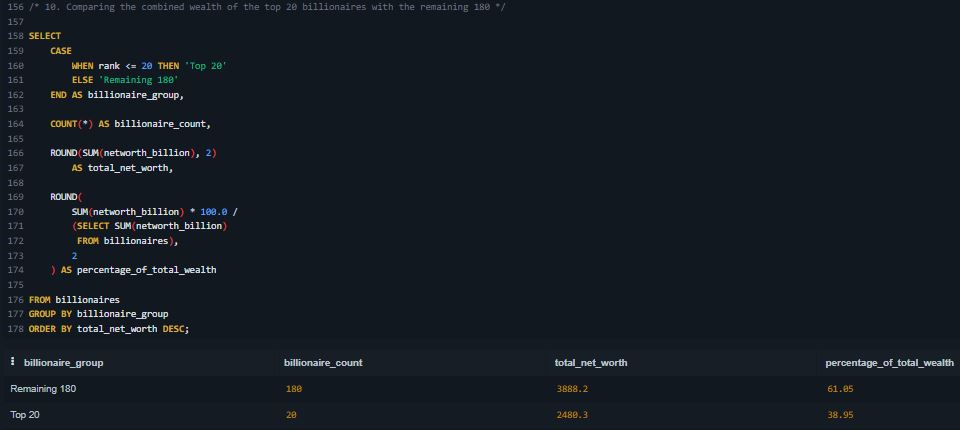 156 /* 10. Comparing the combined wealth of the top 20 billionaires with the remaining 180 */
157
158 SELECT
159     CASE
160         WHEN rank <= 20 THEN 'Top 20'
161         ELSE 'Remaining 180'
162     END AS billionaire_group,
163
164     COUNT(*) AS billionaire_count,
165
166     ROUND(SUM(networth_billion), 2)
167         AS total_net_worth,
168
169     ROUND(
170         SUM(networth_billion) * 100.0 /
171         (SELECT SUM(networth_billion)
172          FROM billionaires),
173         2
174     ) AS percentage_of_total_wealth
175
176 FROM billionaires
177 GROUP BY billionaire_group
178 ORDER BY total_net_worth DESC;
billionaire_group billionaire_count total_net_worth percentage_of_total_wealth
Remaining 180 180 3888.2 61.05
Top 20 20 2480.3 38.95